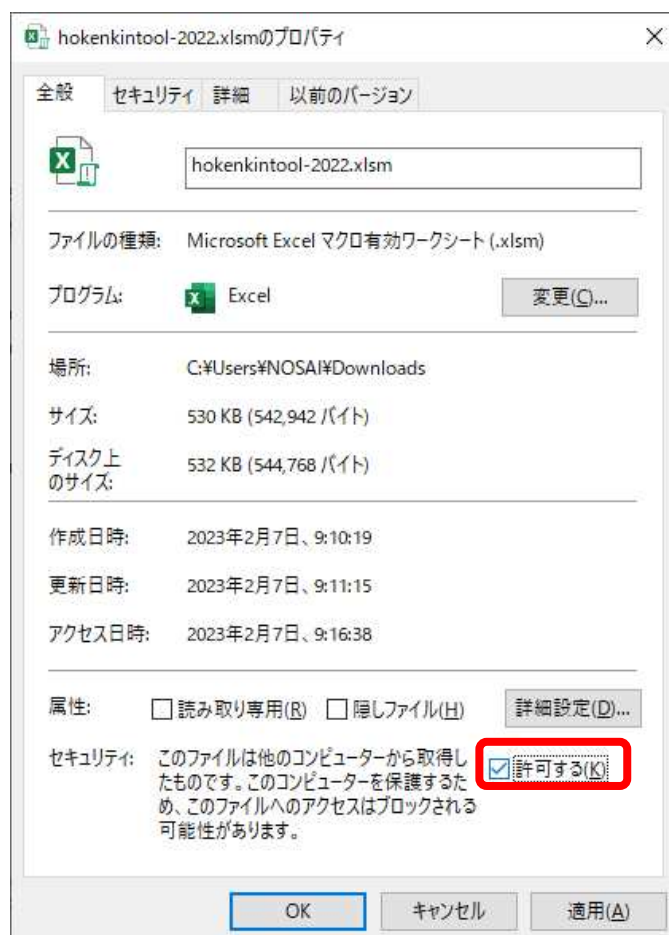 hokenkintool-2022.xlsmのプロパティ
全般 セキュリティ 詳細 以前のバージョン
hokenkintool-2022.xlsm
ファイルの種類: Microsoft Excel マクロ有効ワークシート (.xlsm)
プログラム: Excel 変更(C)...
場所: C:¥Users¥NOSAI¥Downloads
サイズ: 530 KB (542,942 バイト)
ディスク上
のサイズ: 532 KB (544,768 バイト)
作成日時: 2023年2月7日、9:10:19
更新日時: 2023年2月7日、9:11:15
アクセス日時: 2023年2月7日、9:16:38
属性: 読み取り専用(R) 隠しファイル(H) 詳細設定(D)...
セキュリティ: このファイルは他のコンピューターから取得し
たものです。このコンピューターを保護するた
め、このファイルへのアクセスはブロックされる
可能性があります。
許可する(K)
OK キャンセル 適用(A)